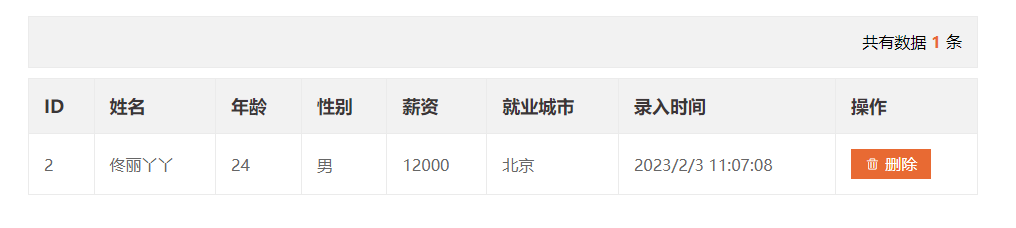 共有数据 1 条
ID 姓名 年龄 性别 薪资 就业城市 录入时间 操作
2 佟丽丫丫 24 男 12000 北京 2023/2/3 11:07:08 删除